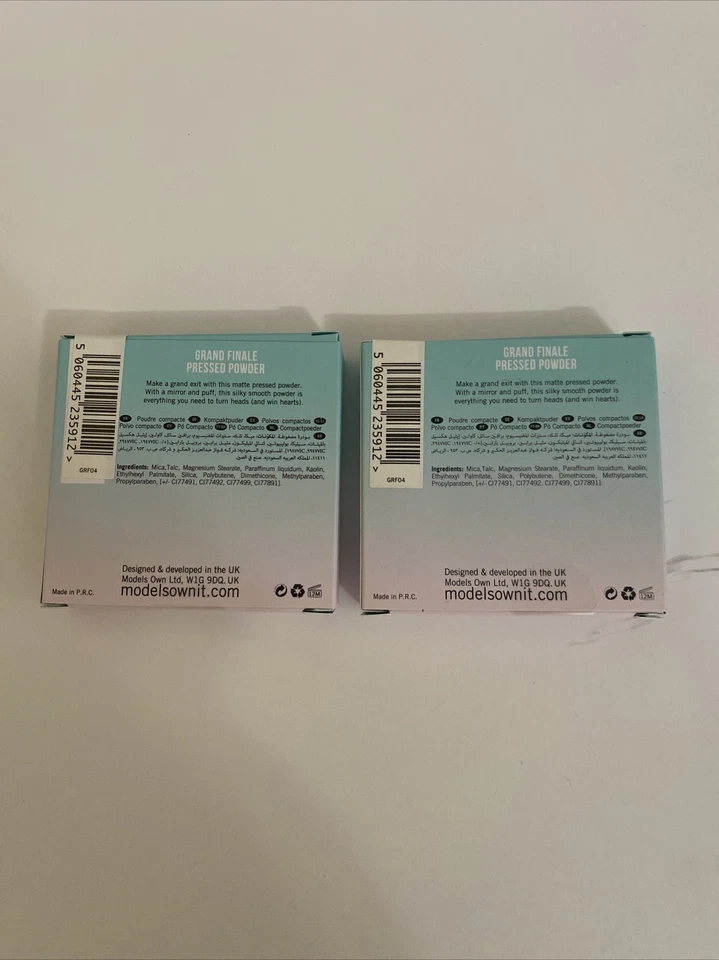 5 060445 235912 >
GRF04
GRAND FINALE
PRESSED POWDER
Make a grand exit with this matte pressed powder.
With a mirror and puff, this silky smooth powder is
everything you need to turn heads (and win hearts).
Poudre compacte Kompaktpuder Polvos compactos
Polvo compacto Pó Compacto Pó Compacto Compactpoeder
Ingredients: Mica,Talc, Magnesium Stearate, Paraffinum liquidum, Kaolin,
Ethylhexyl Palmitate, Silica, Polybutene, Dimethicone, Methylparaben,
Propylparaben, [+/- CI77491, CI77492, CI77499, CI77891].
Designed & developed in the UK
Models Own Ltd, W1G 9DQ. UK
modelsownit.com
Made in P.R.C.
12M
5 060445 235912 >
GRF04
GRAND FINALE
PRESSED POWDER
Make a grand exit with this matte pressed powder.
With a mirror and puff, this silky smooth powder is
everything you need to turn heads (and win hearts).
Poudre compacte Kompaktpuder Polvos compactos
Polvo compacto Pó Compacto Pó Compacto Compactpoeder
Ingredients: Mica,Talc, Magnesium Stearate, Paraffinum liquidum, Kaolin,
Ethylhexyl Palmitate, Silica, Polybutene, Dimethicone, Methylparaben,
Propylparaben, [+/- CI77491, CI77492, CI77499, CI77891].
Designed & developed in the UK
Models Own Ltd, W1G 9DQ. UK
modelsownit.com
Made in P.R.C.
12M